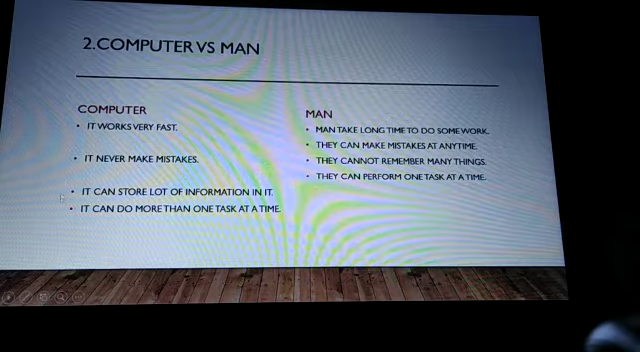 2.COMPUTER VS MAN
COMPUTER
• IT WORKS VERY FAST.
• IT NEVER MAKE MISTAKES.
• IT CAN STORE LOT OF INFORMATION IN IT.
• IT CAN DO MORE THAN ONE TASK AT A TIME.
MAN
• MAN TAKE LONG TIME TO DO SOME WORK.
• THEY CAN MAKE MISTAKES AT ANYTIME.
• THEY CANNOT REMEMBER MANY THINGS.
• THEY CAN PERFORM ONE TASK AT A TIME.